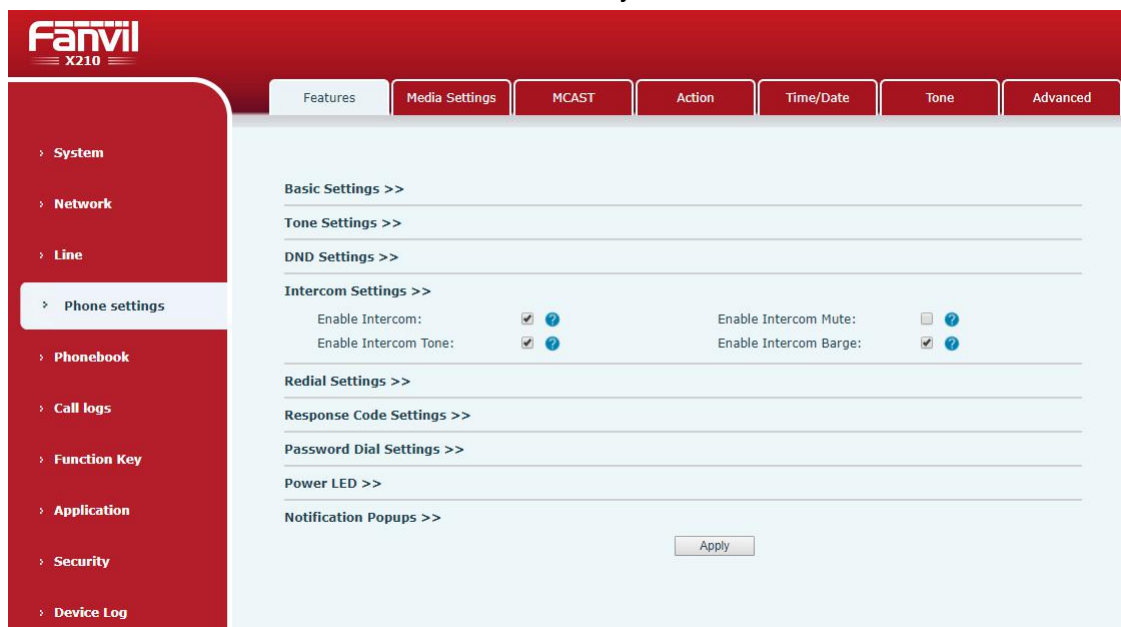 Fanvil
X210
Features Media Settings MCAST Action Time/Date Tone Advanced
› System
› Network
› Line
› Phone settings
› Phonebook
› Call logs
› Function Key
› Application
› Security
› Device Log
Basic Settings >>
Tone Settings >>
DND Settings >>
Intercom Settings >>
Enable Intercom: Enable Intercom Mute:
Enable Intercom Tone: Enable Intercom Barge:
Redial Settings >>
Response Code Settings >>
Password Dial Settings >>
Power LED >>
Notification Popups >>
Apply